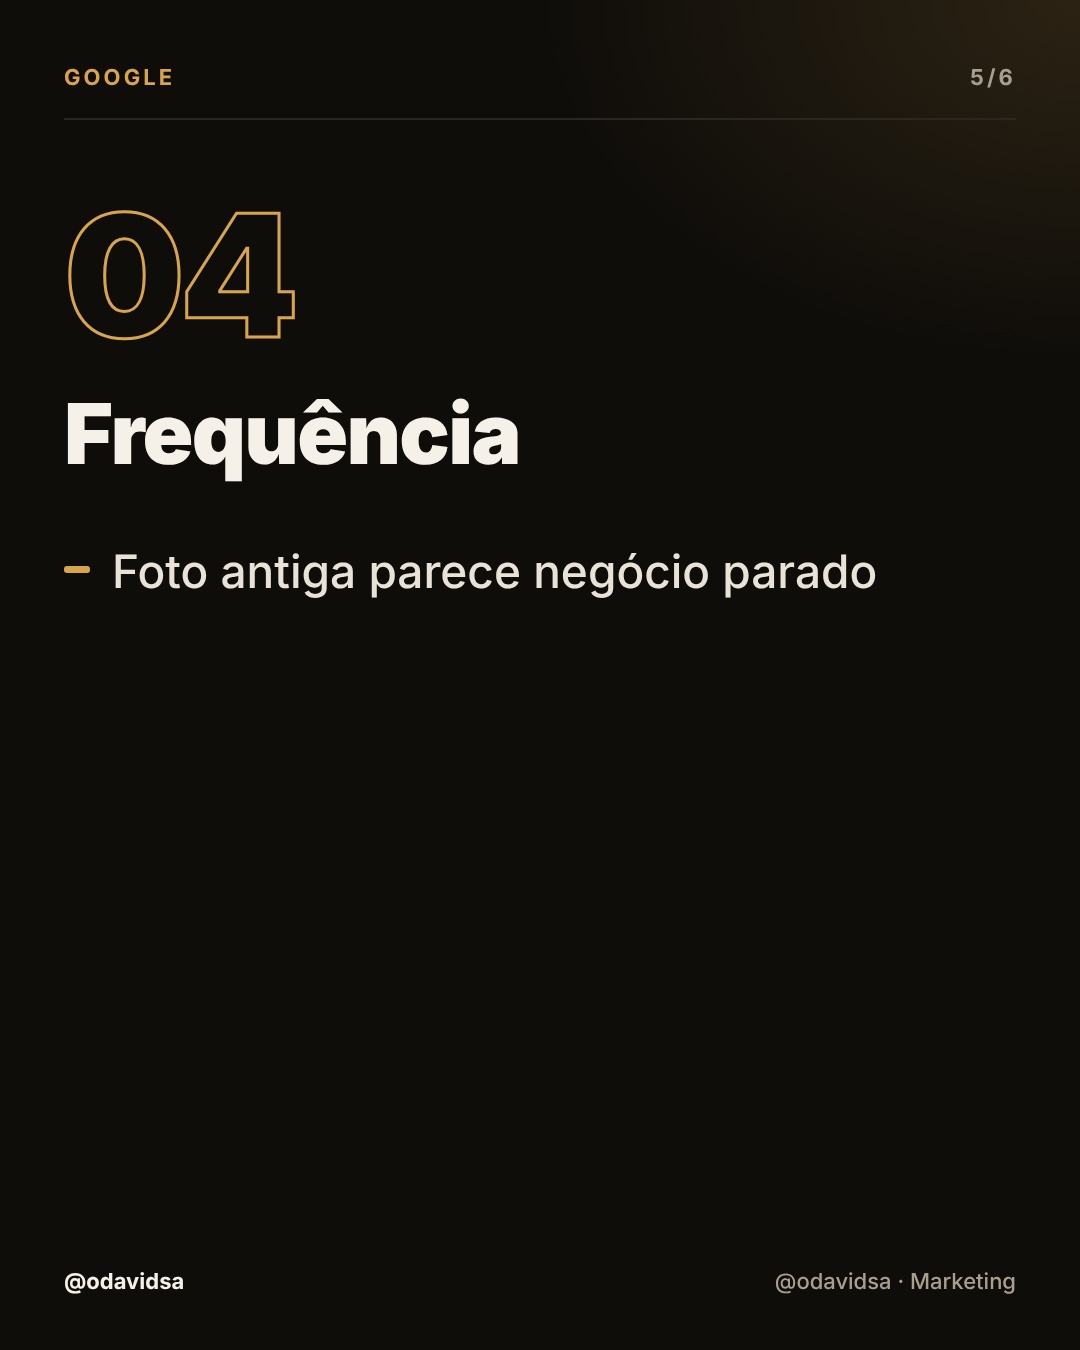 GOOGLE
5/6
04
Frequência
Foto antiga parece negócio parado
@odavidsa
@odavidsa · Marketing